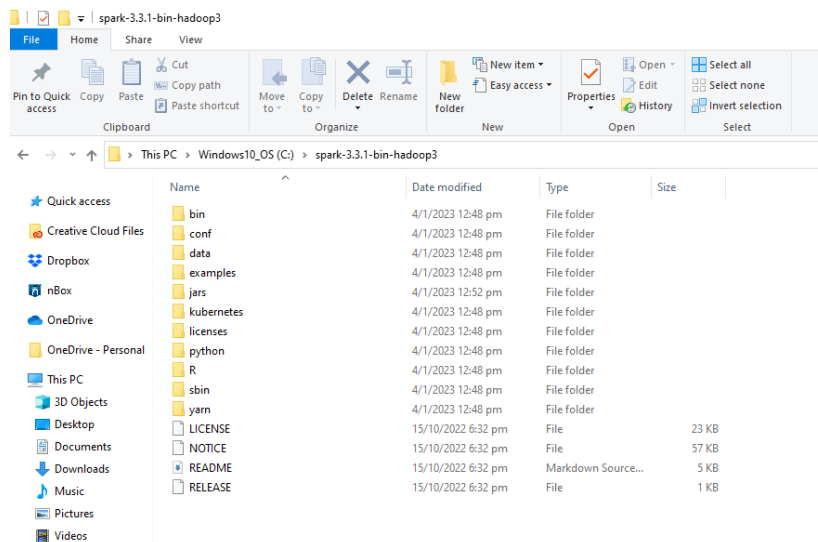 spark-3.3.1-bin-hadoop3
File Home Share View
Pin to Quick access
Copy
Paste
Cut
Copy path
Paste shortcut
Clipboard
Move to
Copy to
Delete
Rename
Organize
New folder
New item
Easy access
New
Properties
Open
Edit
History
Open
Select all
Select none
Invert selection
Select
This PC > Windows10_OS (C:) > spark-3.3.1-bin-hadoop3
Quick access
Creative Cloud Files
Dropbox
nBox
OneDrive
OneDrive - Personal
This PC
3D Objects
Desktop
Documents
Downloads
Music
Pictures
Videos
Name Date modified Type Size
bin 4/1/2023 12:48 pm File folder
conf 4/1/2023 12:48 pm File folder
data 4/1/2023 12:48 pm File folder
examples 4/1/2023 12:48 pm File folder
jars 4/1/2023 12:52 pm File folder
kubernetes 4/1/2023 12:48 pm File folder
licenses 4/1/2023 12:48 pm File folder
python 4/1/2023 12:48 pm File folder
R 4/1/2023 12:48 pm File folder
sbin 4/1/2023 12:48 pm File folder
yarn 4/1/2023 12:48 pm File folder
LICENSE 15/10/2022 6:32 pm File 23 KB
NOTICE 15/10/2022 6:32 pm File 57 KB
README 15/10/2022 6:32 pm Markdown Source... 5 KB
RELEASE 15/10/2022 6:32 pm File 1 KB